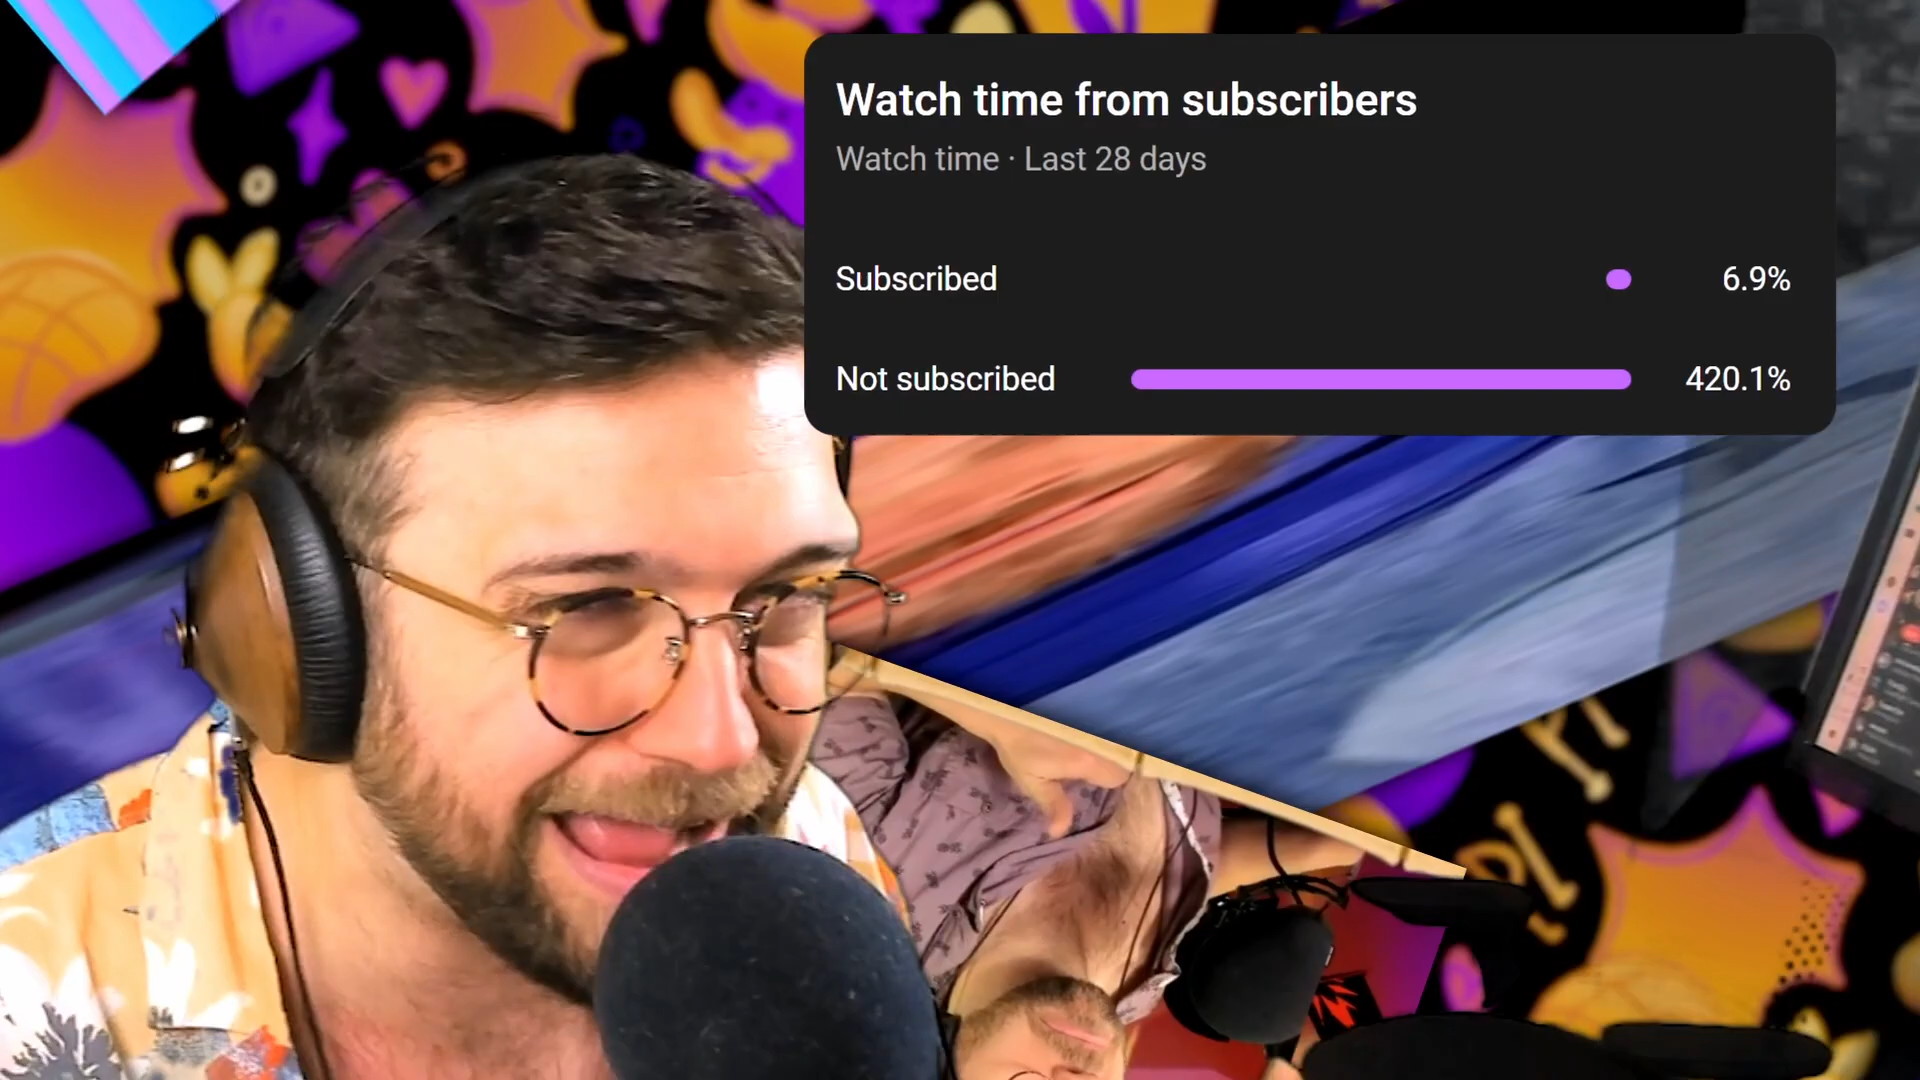 Watch time from subscribers
Watch time · Last 28 days
Subscribed 6.9%
Not subscribed 420.1%